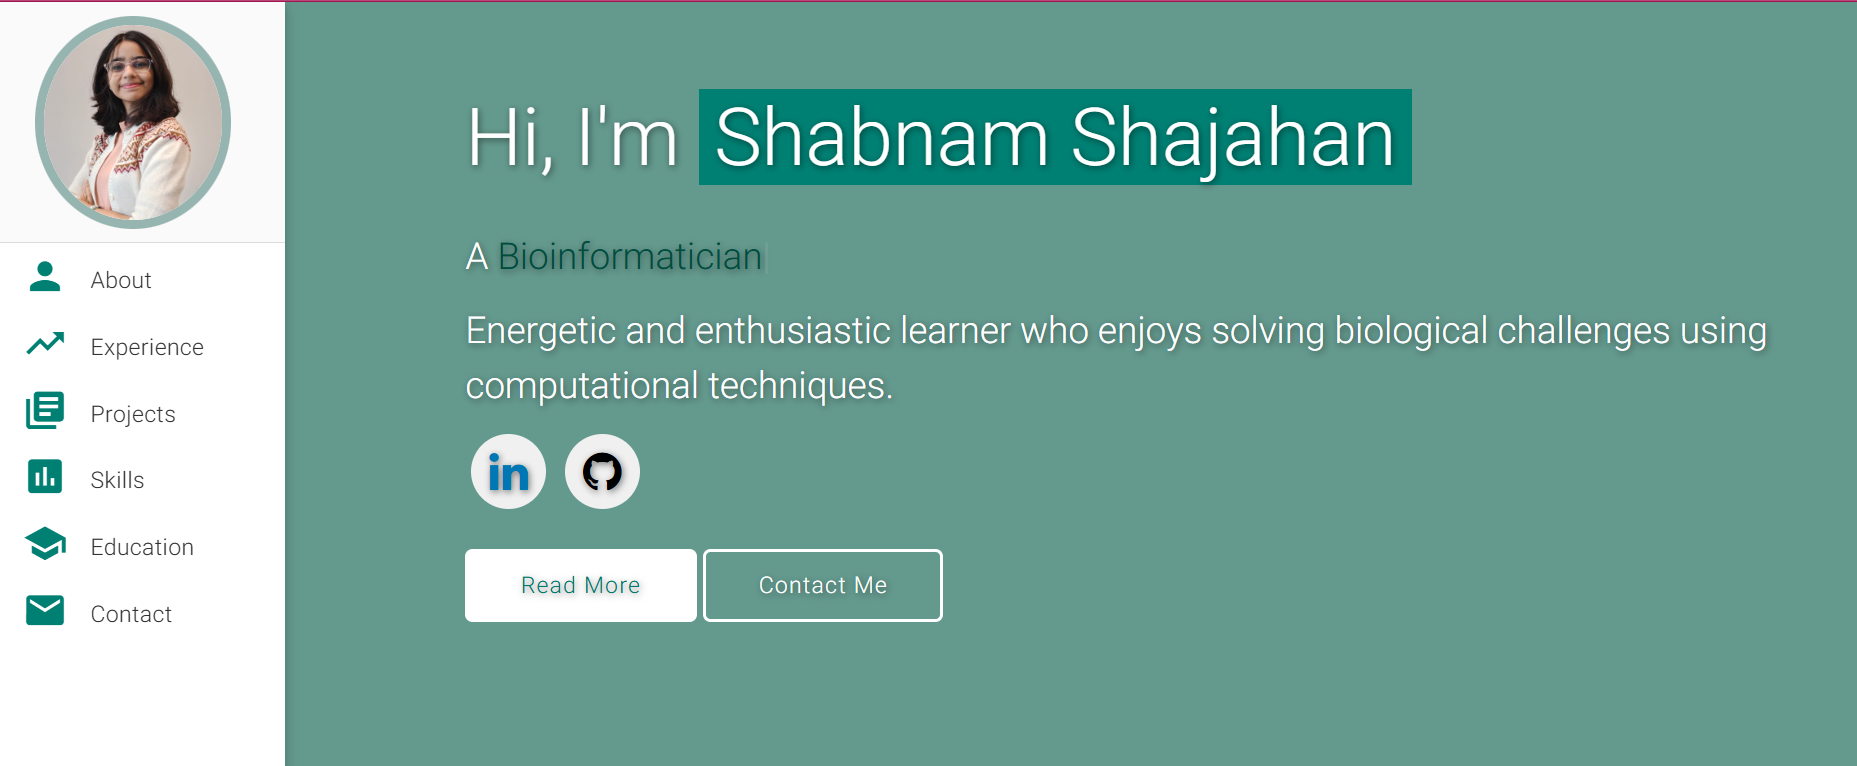 About
Experience
Projects
Skills
Education
Contact
Hi, I'm Shabnam Shajahan
A Bioinformatician
Energetic and enthusiastic learner who enjoys solving biological challenges using
computational techniques.
in
Read More
Contact Me